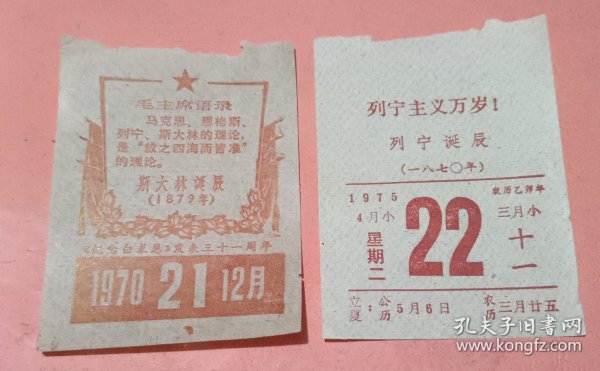 毛主席语录
马克思、恩格斯、
列宁、斯大林的理论,
是“放之四海而皆准”
的理论。
斯大林诞辰
(1879年)
《纪念白求恩》发表三十一周年
1970 21 12月
列宁主义万岁!
列宁诞辰
(一八七〇年)
1975
4月小
星期二
22
农历乙卯年
三月小
十一
立夏:公历5月6日 农历三月廿五
孔夫子旧书网
www.kongfz.com